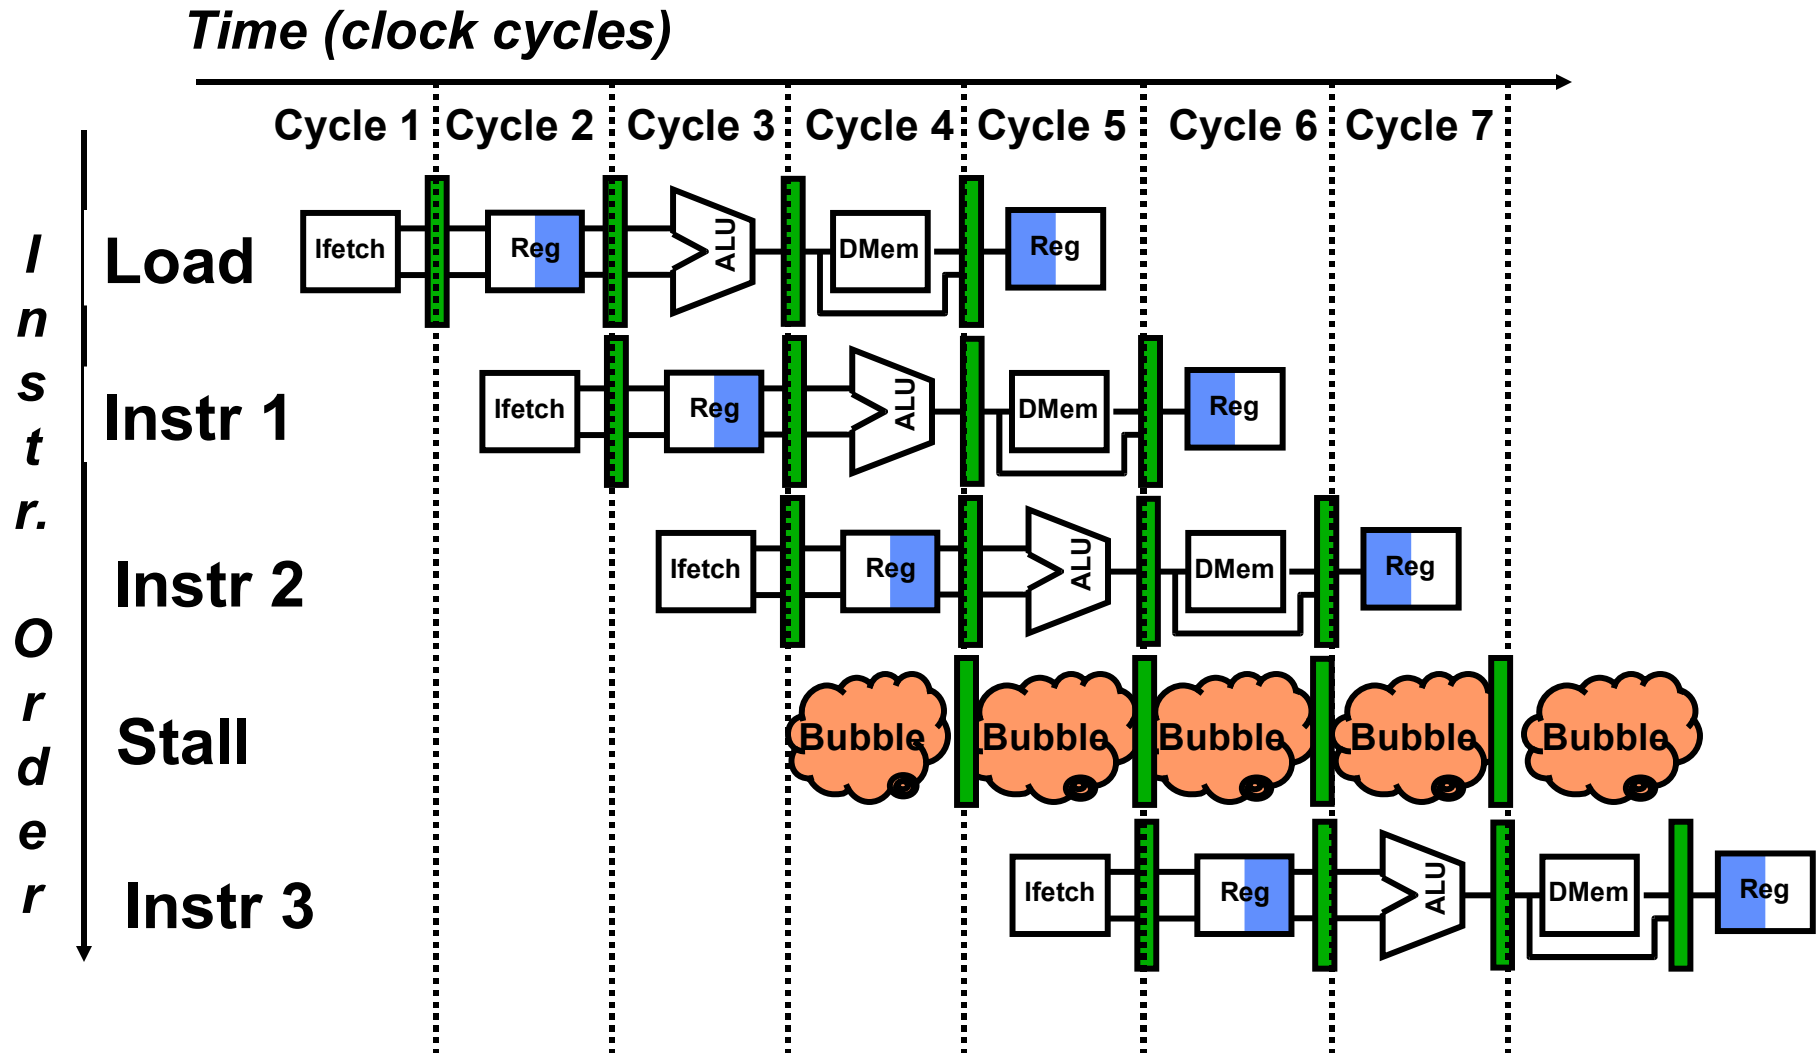 Time (clock cycles)
Cycle 1 Cycle 2 Cycle 3 Cycle 4 Cycle 5 Cycle 6 Cycle 7
Instr. Order
Load Ifetch Reg ALU DMem Reg
Instr 1 Ifetch Reg ALU DMem Reg
Instr 2 Ifetch Reg ALU DMem Reg
Stall Bubble Bubble Bubble Bubble Bubble
Instr 3 Ifetch Reg ALU DMem Reg